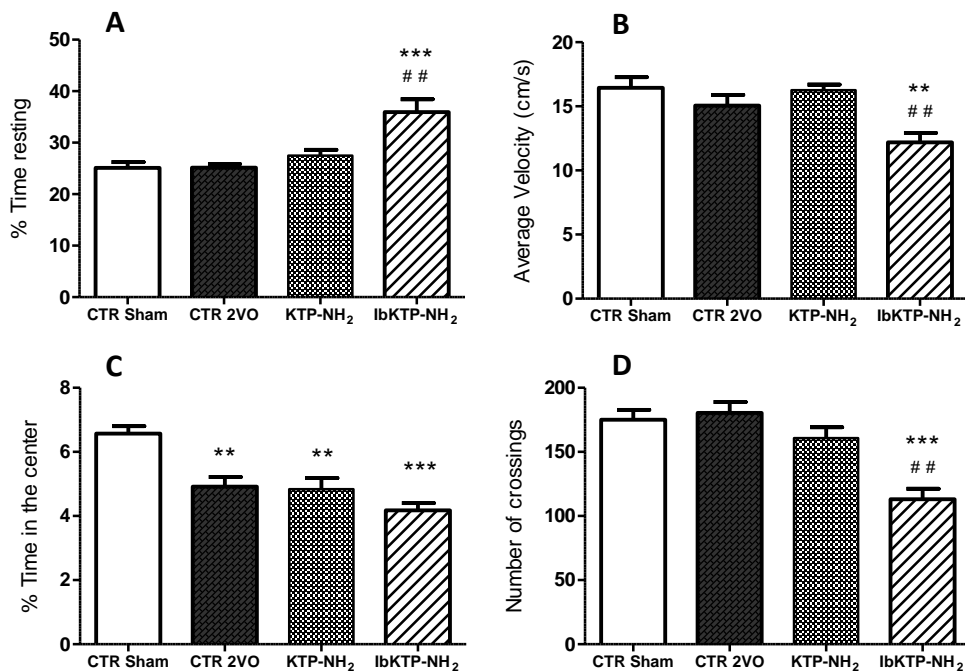 A
% Time resting
50
40
30
20
10
0
***
##
CTR Sham CTR 2VO KTP-NH₂ IbKTP-NH₂
B
Average Velocity (cm/s)
20
15
10
5
0
**
##
CTR Sham CTR 2VO KTP-NH₂ IbKTP-NH₂
C
% Time in the center
8
6
4
2
0
**
**
***
CTR Sham CTR 2VO KTP-NH₂ IbKTP-NH₂
D
Number of crossings
200
150
100
50
0
***
##
CTR Sham CTR 2VO KTP-NH₂ IbKTP-NH₂